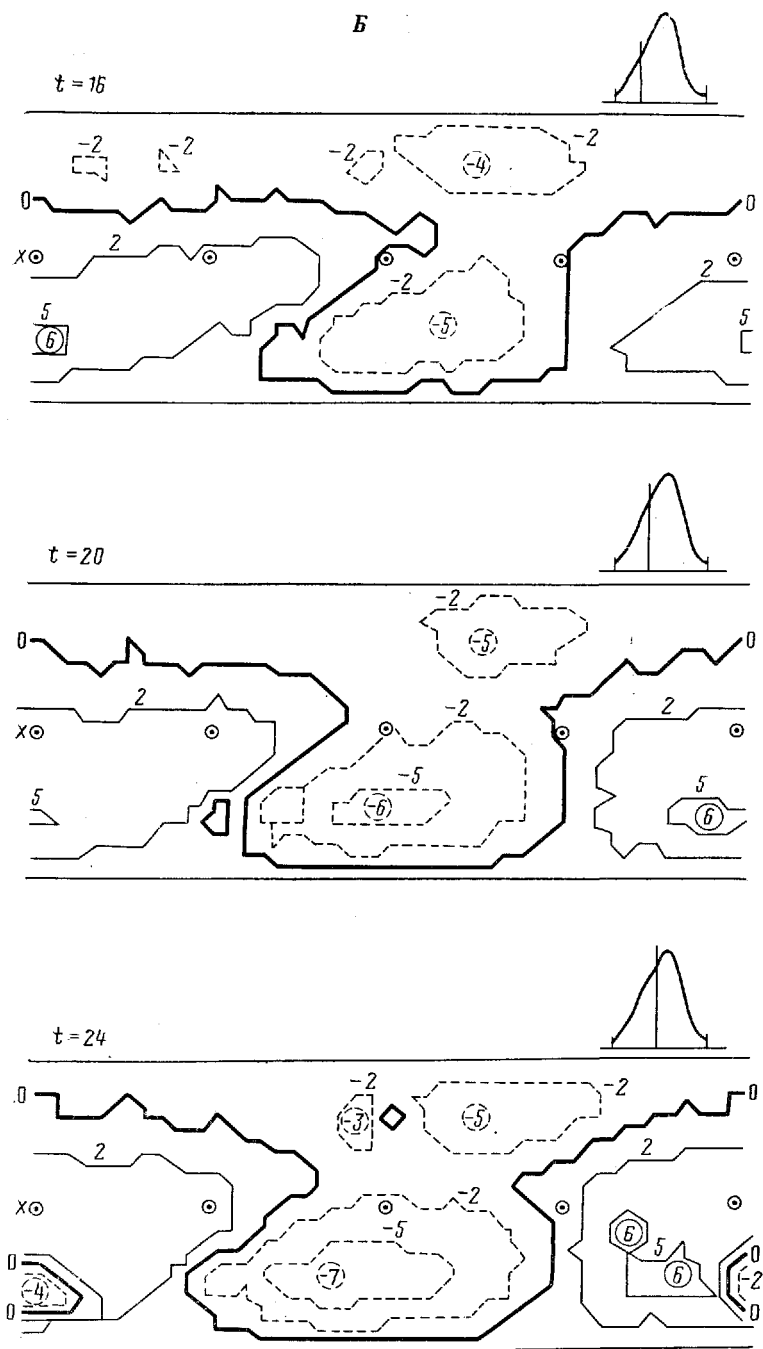 Б
t = 16
-2 -2 -2 -4 -2
0 0
X 2 -2 2
5 6 -5 5
t = 20
-2 -5
0 0
2 -2 2
X
5 -5 5
-6 6
t = 24
-2 -2
0 -3 -5 0
2 2
X -2
-5 6 5
0 0
-4 -7 6 -2
0 0